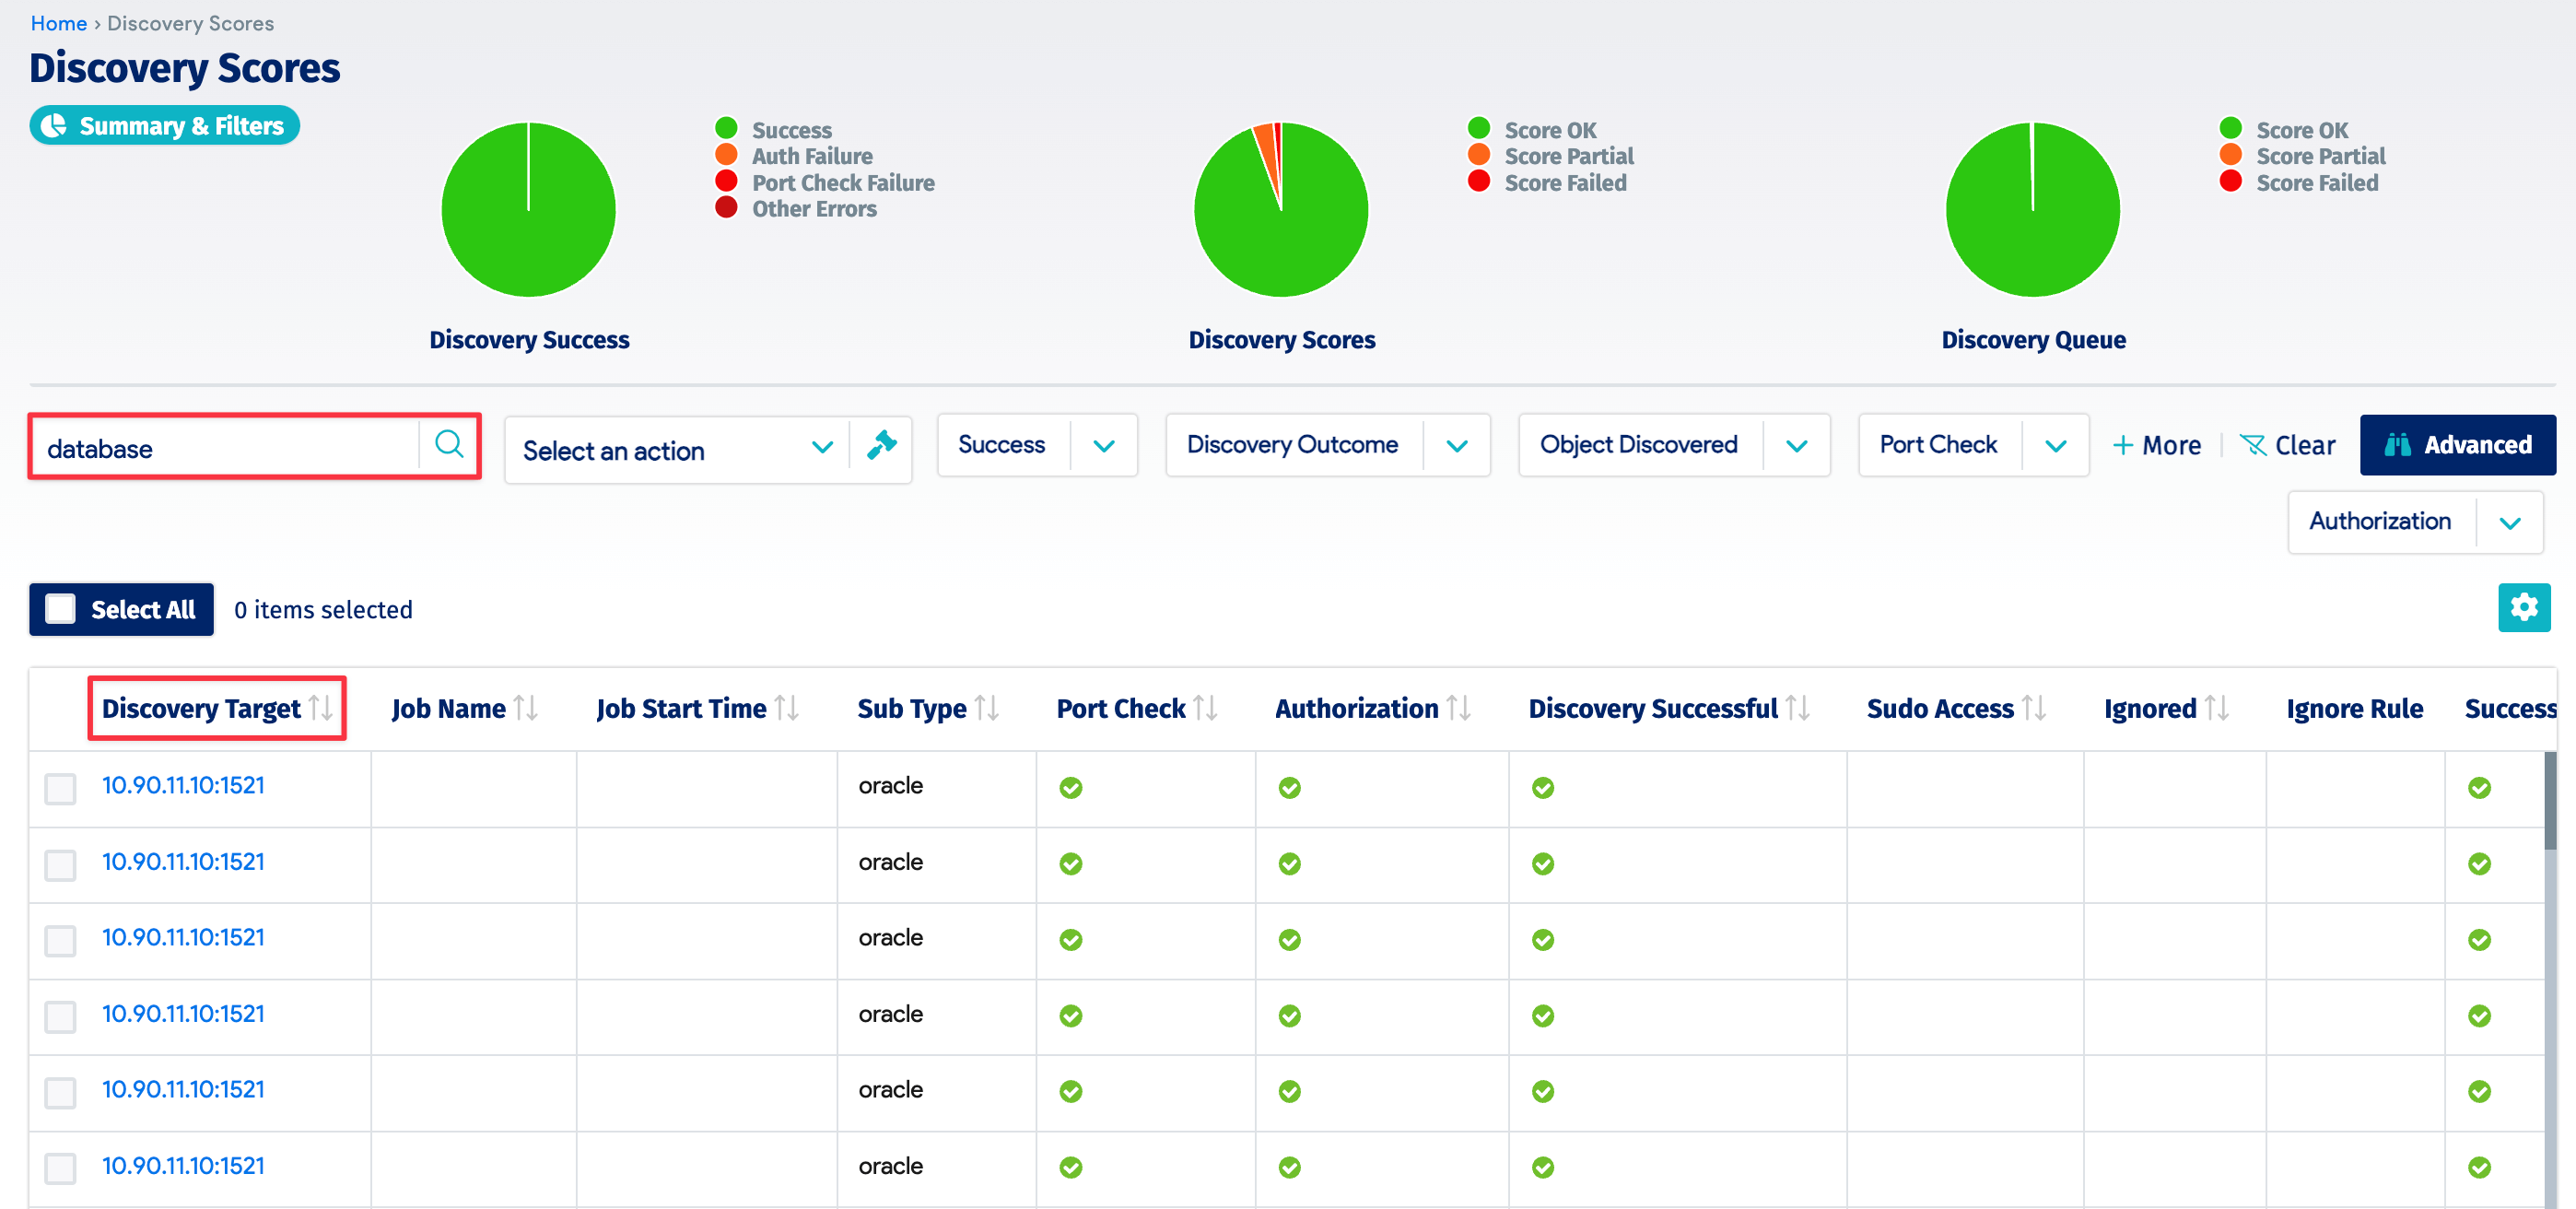 Home › Discovery Scores
Discovery Scores
Summary & Filters
Success
Auth Failure
Port Check Failure
Other Errors
Discovery Success
Score OK
Score Partial
Score Failed
Discovery Scores
Score OK
Score Partial
Score Failed
Discovery Queue
database Select an action Success Discovery Outcome Object Discovered Port Check + More Clear Advanced
Authorization
Select All 0 items selected
Discovery Target Job Name Job Start Time Sub Type Port Check Authorization Discovery Successful Sudo Access Ignored Ignore Rule Success
10.90.11.10:1521 oracle
10.90.11.10:1521 oracle
10.90.11.10:1521 oracle
10.90.11.10:1521 oracle
10.90.11.10:1521 oracle
10.90.11.10:1521 oracle